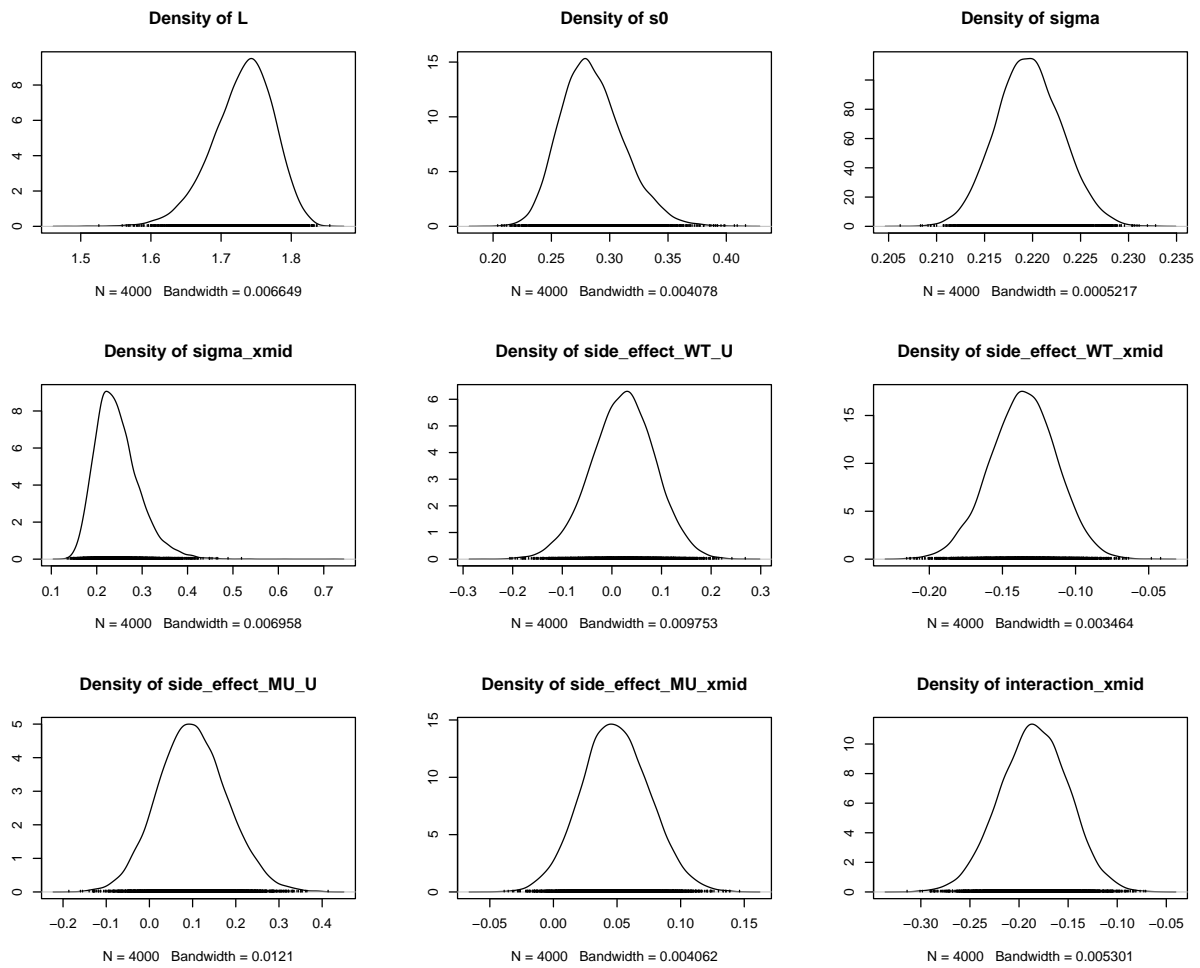 Density of L
8
6
4
2
0
1.5 1.6 1.7 1.8
N = 4000 Bandwidth = 0.006649
Density of s0
15
10
5
0
0.20 0.25 0.30 0.35 0.40
N = 4000 Bandwidth = 0.004078
Density of sigma
80
60
40
20
0
0.205 0.210 0.215 0.220 0.225 0.230 0.235
N = 4000 Bandwidth = 0.0005217
Density of sigma_xmid
8
6
4
2
0
0.1 0.2 0.3 0.4 0.5 0.6 0.7
N = 4000 Bandwidth = 0.006958
Density of side_effect_WT_U
6
5
4
3
2
1
0
−0.3 −0.2 −0.1 0.0 0.1 0.2 0.3
N = 4000 Bandwidth = 0.009753
Density of side_effect_WT_xmid
15
10
5
0
−0.20 −0.15 −0.10 −0.05
N = 4000 Bandwidth = 0.003464
Density of side_effect_MU_U
5
4
3
2
1
0
−0.2 −0.1 0.0 0.1 0.2 0.3 0.4
N = 4000 Bandwidth = 0.0121
Density of side_effect_MU_xmid
15
10
5
0
−0.05 0.00 0.05 0.10 0.15
N = 4000 Bandwidth = 0.004062
Density of interaction_xmid
10
8
6
4
2
0
−0.30 −0.25 −0.20 −0.15 −0.10 −0.05
N = 4000 Bandwidth = 0.005301